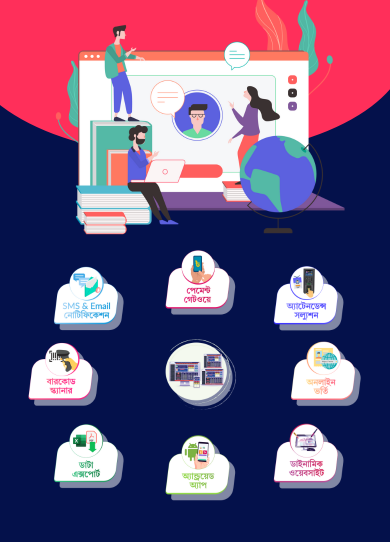 SMS & Email
নোটিফিকেশন
পেমেন্ট
গেটওয়ে
অ্যাটেনডেন্স
সল্যুশন
বারকোড
স্ক্যানার
অনলাইন
ভর্তি
ডাটা
এক্সপোর্ট
অ্যান্ড্রয়েড
অ্যাপ
ডাইনামিক
ওয়েবসাইট